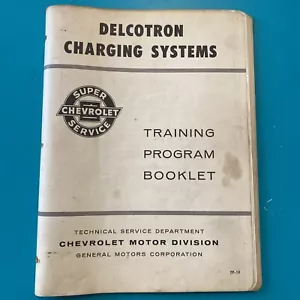 DELCOTRON
CHARGING SYSTEMS
SUPER
CHEVROLET
SERVICE
TRAINING
PROGRAM
BOOKLET
TECHNICAL SERVICE DEPARTMENT
CHEVROLET MOTOR DIVISION
GENERAL MOTORS CORPORATION